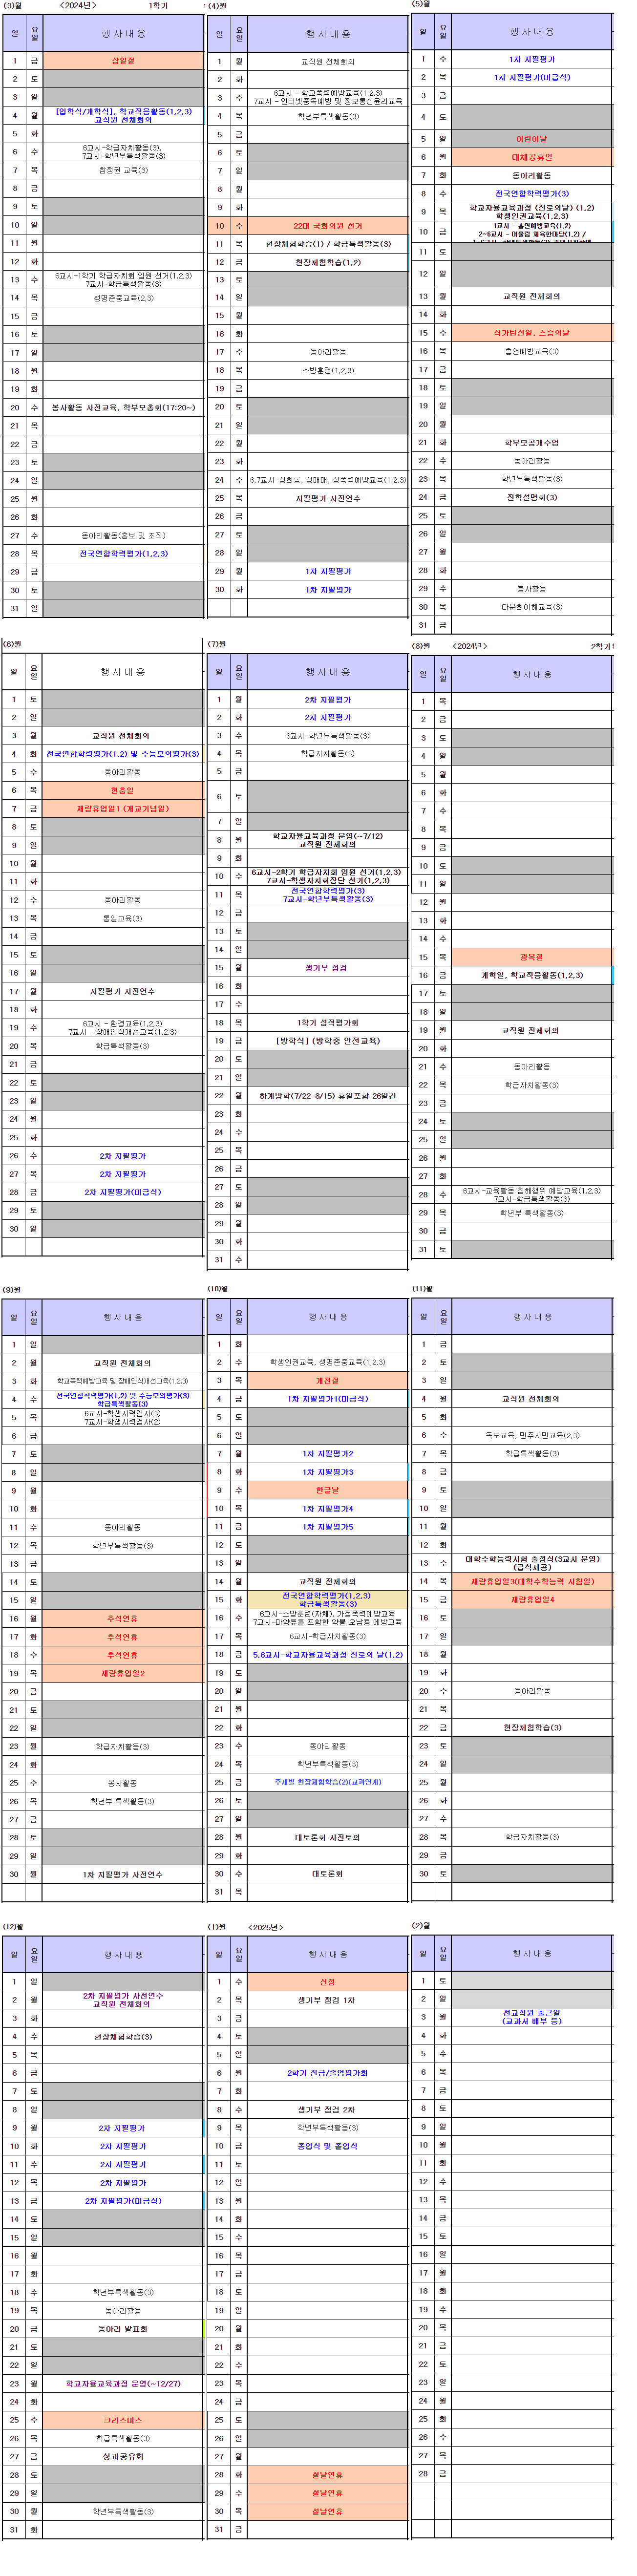 (3)월 <2024년> 1학기
일 요일 행 사 내 용
1 금 삼일절
2 토
3 일
4 월 [입학식/개학식], 학교적응활동(1,2,3)
교직원 전체회의
5 화
6 수 6교시-학급자치활동(3),
7교시-학년부특색활동(3)
7 목 참정권 교육(3)
8 금
9 토
10 일
11 월
12 화
13 수 6교시-1학기 학급자치회 임원 선거(1,2,3)
7교시-학급특색활동(3)
14 목 생명존중교육(2,3)
15 금
16 토
17 일
18 월
19 화
20 수 봉사활동 사전교육, 학부모총회(17:20~)
21 목
22 금
23 토
24 일
25 월
26 화
27 수 동아리활동(홍보 및 조직)
28 목 전국연합학력평가(1,2,3)
29 금
30 토
31 일
(4)월
일 요일 행 사 내 용
1 월 교직원 전체회의
2 화
3 수 6교시 - 학교폭력예방교육(1,2,3)
7교시 - 인터넷중독예방 및 정보통신윤리교육
4 목 학년부특색활동(3)
5 금
6 토
7 일
8 월
9 화
10 수 22대 국회의원 선거
11 목 현장체험학습(1) / 학급특색활동(3)
12 금 현장체험학습(1,2)
13 토
14 일
15 월
16 화
17 수 동아리활동
18 목 소방훈련(1,2,3)
19 금
20 토
21 일
22 월
23 화
24 수 6,7교시-성희롱, 성매매, 성폭력예방교육(1,2,3)
25 목 지필평가 사전연수
26 금
27 토
28 일
29 월 1차 지필평가
30 화 1차 지필평가
(5)월
일 요일 행 사 내 용
1 수 1차 지필평가
2 목 1차 지필평가(미급식)
3 금
4 토
5 일 어린이날
6 월 대체공휴일
7 화 동아리활동
8 수 전국연합학력평가(3)
9 목 학교자율교육과정 (진로의날) (1,2)
학생인권교육(1,2,3)
10 금 1교시 - 흡연예방교육(1,2)
2~6교시 - 어울림 체육한마당(1,2) /
11 토
12 일
13 월 교직원 전체회의
14 화
15 수 석가탄신일, 스승의날
16 목 흡연예방교육(3)
17 금
18 토
19 일
20 월
21 화 학부모공개수업
22 수 동아리활동
23 목 학년부특색활동(3)
24 금 진학설명회(3)
25 토
26 일
27 월
28 화
29 수 봉사활동
30 목 다문화이해교육(3)
31 금
(6)월
일 요일 행 사 내 용
1 토
2 일
3 월 교직원 전체회의
4 화 전국연합학력평가(1,2) 및 수능모의평가(3)
5 수 동아리활동
6 목 현충일
7 금 재량휴업일1 (개교기념일)
8 토
9 일
10 월
11 화
12 수 동아리활동
13 목 통일교육(3)
14 금
15 토
16 일
17 월 지필평가 사전연수
18 화
19 수 6교시 - 환경교육(1,2,3)
7교시 - 장애인식개선교육(1,2,3)
20 목 학급특색활동(3)
21 금
22 토
23 일
24 월
25 화
26 수 2차 지필평가
27 목 2차 지필평가
28 금 2차 지필평가(미급식)
29 토
30 일
(7)월
일 요일 행 사 내 용
1 월 2차 지필평가
2 화 2차 지필평가
3 수 6교시-학년부특색활동(3)
4 목 학급자치활동(3)
5 금
6 토
7 일
8 월 학교자율교육과정 운영(~7/12)
교직원 전체회의
9 화
10 수 6교시-2학기 학급자치회 임원 선거(1,2,3)
7교시-학생자치회장단 선거(1,2,3)
11 목 전국연합학력평가(3)
7교시-학년부특색활동(3)
12 금
13 토
14 일
15 월 생기부 점검
16 화
17 수
18 목 1학기 성적평가회
19 금 [방학식] (방학중 안전교육)
20 토
21 일
22 월 하계방학(7/22-8/15) 휴일포함 26일간
23 화
24 수
25 목
26 금
27 토
28 일
29 월
30 화
31 수
(8)월 <2024년> 2학기
일 요일 행 사 내 용
1 목
2 금
3 토
4 일
5 월
6 화
7 수
8 목
9 금
10 토
11 일
12 월
13 화
14 수
15 목 광복절
16 금 개학일, 학교적응활동(1,2,3)
17 토
18 일
19 월 교직원 전체회의
20 화
21 수 동아리활동
22 목 학급자치활동(3)
23 금
24 토
25 일
26 월
27 화
28 수 6교시-교육활동 침해행위 예방교육(1,2,3)
7교시-학급특색활동(3)
29 목 학년부 특색활동(3)
30 금
31 토
(9)월
일 요일 행 사 내 용
1 일
2 월 교직원 전체회의
3 화 학교폭력예방교육 및 장애인식개선교육(1,2,3)
4 수 전국연합학력평가(1,2) 및 수능모의평가(3)
학급특색활동(3)
5 목 6교시-학생시력검사(3)
7교시-학생시력검사(2)
6 금
7 토
8 일
9 월
10 화
11 수 동아리활동
12 목 학년부특색활동(3)
13 금
14 토
15 일
16 월 추석연휴
17 화 추석연휴
18 수 추석연휴
19 목 재량휴업일2
20 금
21 토
22 일
23 월 학급자치활동(3)
24 화
25 수 봉사활동
26 목 학년부 특색활동(3)
27 금
28 토
29 일
30 월 1차 지필평가 사전연수
(10)월
일 요일 행 사 내 용
1 화
2 수 학생인권교육, 생명존중교육(1,2,3)
3 목 개천절
4 금 1차 지필평가1(미급식)
5 토
6 일
7 월 1차 지필평가2
8 화 1차 지필평가3
9 수 한글날
10 목 1차 지필평가4
11 금 1차 지필평가5
12 토
13 일
14 월 교직원 전체회의
15 화 전국연합학력평가(1,2,3)
학급특색활동(3)
16 수 6교시-소방훈련(자체), 가정폭력예방교육
7교시-마약류를 포함한 약물 오남용 예방교육
17 목 6교시-학급자치활동(3)
18 금 5,6교시-학교자율교육과정 진로의 날(1,2)
19 토
20 일
21 월
22 화
23 수 동아리활동
24 목 학년부특색활동(3)
25 금 주제별 현장체험학습(2)(교과연계)
26 토
27 일
28 월 대토론회 사전토의
29 화
30 수 대토론회
31 목
(11)월
일 요일 행 사 내 용
1 금
2 토
3 일
4 월 교직원 전체회의
5 화
6 수 독도교육, 민주시민교육(2,3)
7 목 학급특색활동(3)
8 금
9 토
10 일
11 월
12 화
13 수 대학수학능력시험 출정식(3교시 운영)
(급식제공)
14 목 재량휴업일3(대학수학능력 시험일)
15 금 재량휴업일4
16 토
17 일
18 월
19 화
20 수 동아리활동
21 목
22 금 현장체험학습(3)
23 토
24 일
25 월
26 화
27 수
28 목 학급자치활동(3)
29 금
30 토
(12)월
일 요일 행 사 내 용
1 일
2 월 2차 지필평가 사전연수
교직원 전체회의
3 화
4 수 현장체험학습(3)
5 목
6 금
7 토
8 일
9 월 2차 지필평가
10 화 2차 지필평가
11 수 2차 지필평가
12 목 2차 지필평가
13 금 2차 지필평가(미급식)
14 토
15 일
16 월
17 화
18 수 학년부특색활동(3)
19 목 동아리활동
20 금 동아리 발표회
21 토
22 일
23 월 학교자율교육과정 운영(~12/27)
24 화
25 수 크리스마스
26 목 학급특색활동(3)
27 금 성과공유회
28 토
29 일
30 월 학년부특색활동(3)
31 화
(1)월 <2025년>
일 요일 행 사 내 용
1 수 신정
2 목 생기부 점검 1차
3 금
4 토
5 일
6 월 2학기 진급/졸업평가회
7 화
8 수 생기부 점검 2차
9 목 학년부특색활동(3)
10 금 종업식 및 졸업식
11 토
12 일
13 월
14 화
15 수
16 목
17 금
18 토
19 일
20 월
21 화
22 수
23 목
24 금
25 토
26 일
27 월
28 화 설날연휴
29 수 설날연휴
30 목 설날연휴
31 금
(2)월
일 요일 행 사 내 용
1 토
2 일
3 월 전교직원 출근일
(교과서 배부 등)
4 화
5 수
6 목
7 금
8 토
9 일
10 월
11 화
12 수
13 목
14 금
15 토
16 일
17 월
18 화
19 수
20 목
21 금
22 토
23 일
24 월
25 화
26 수
27 목
28 금